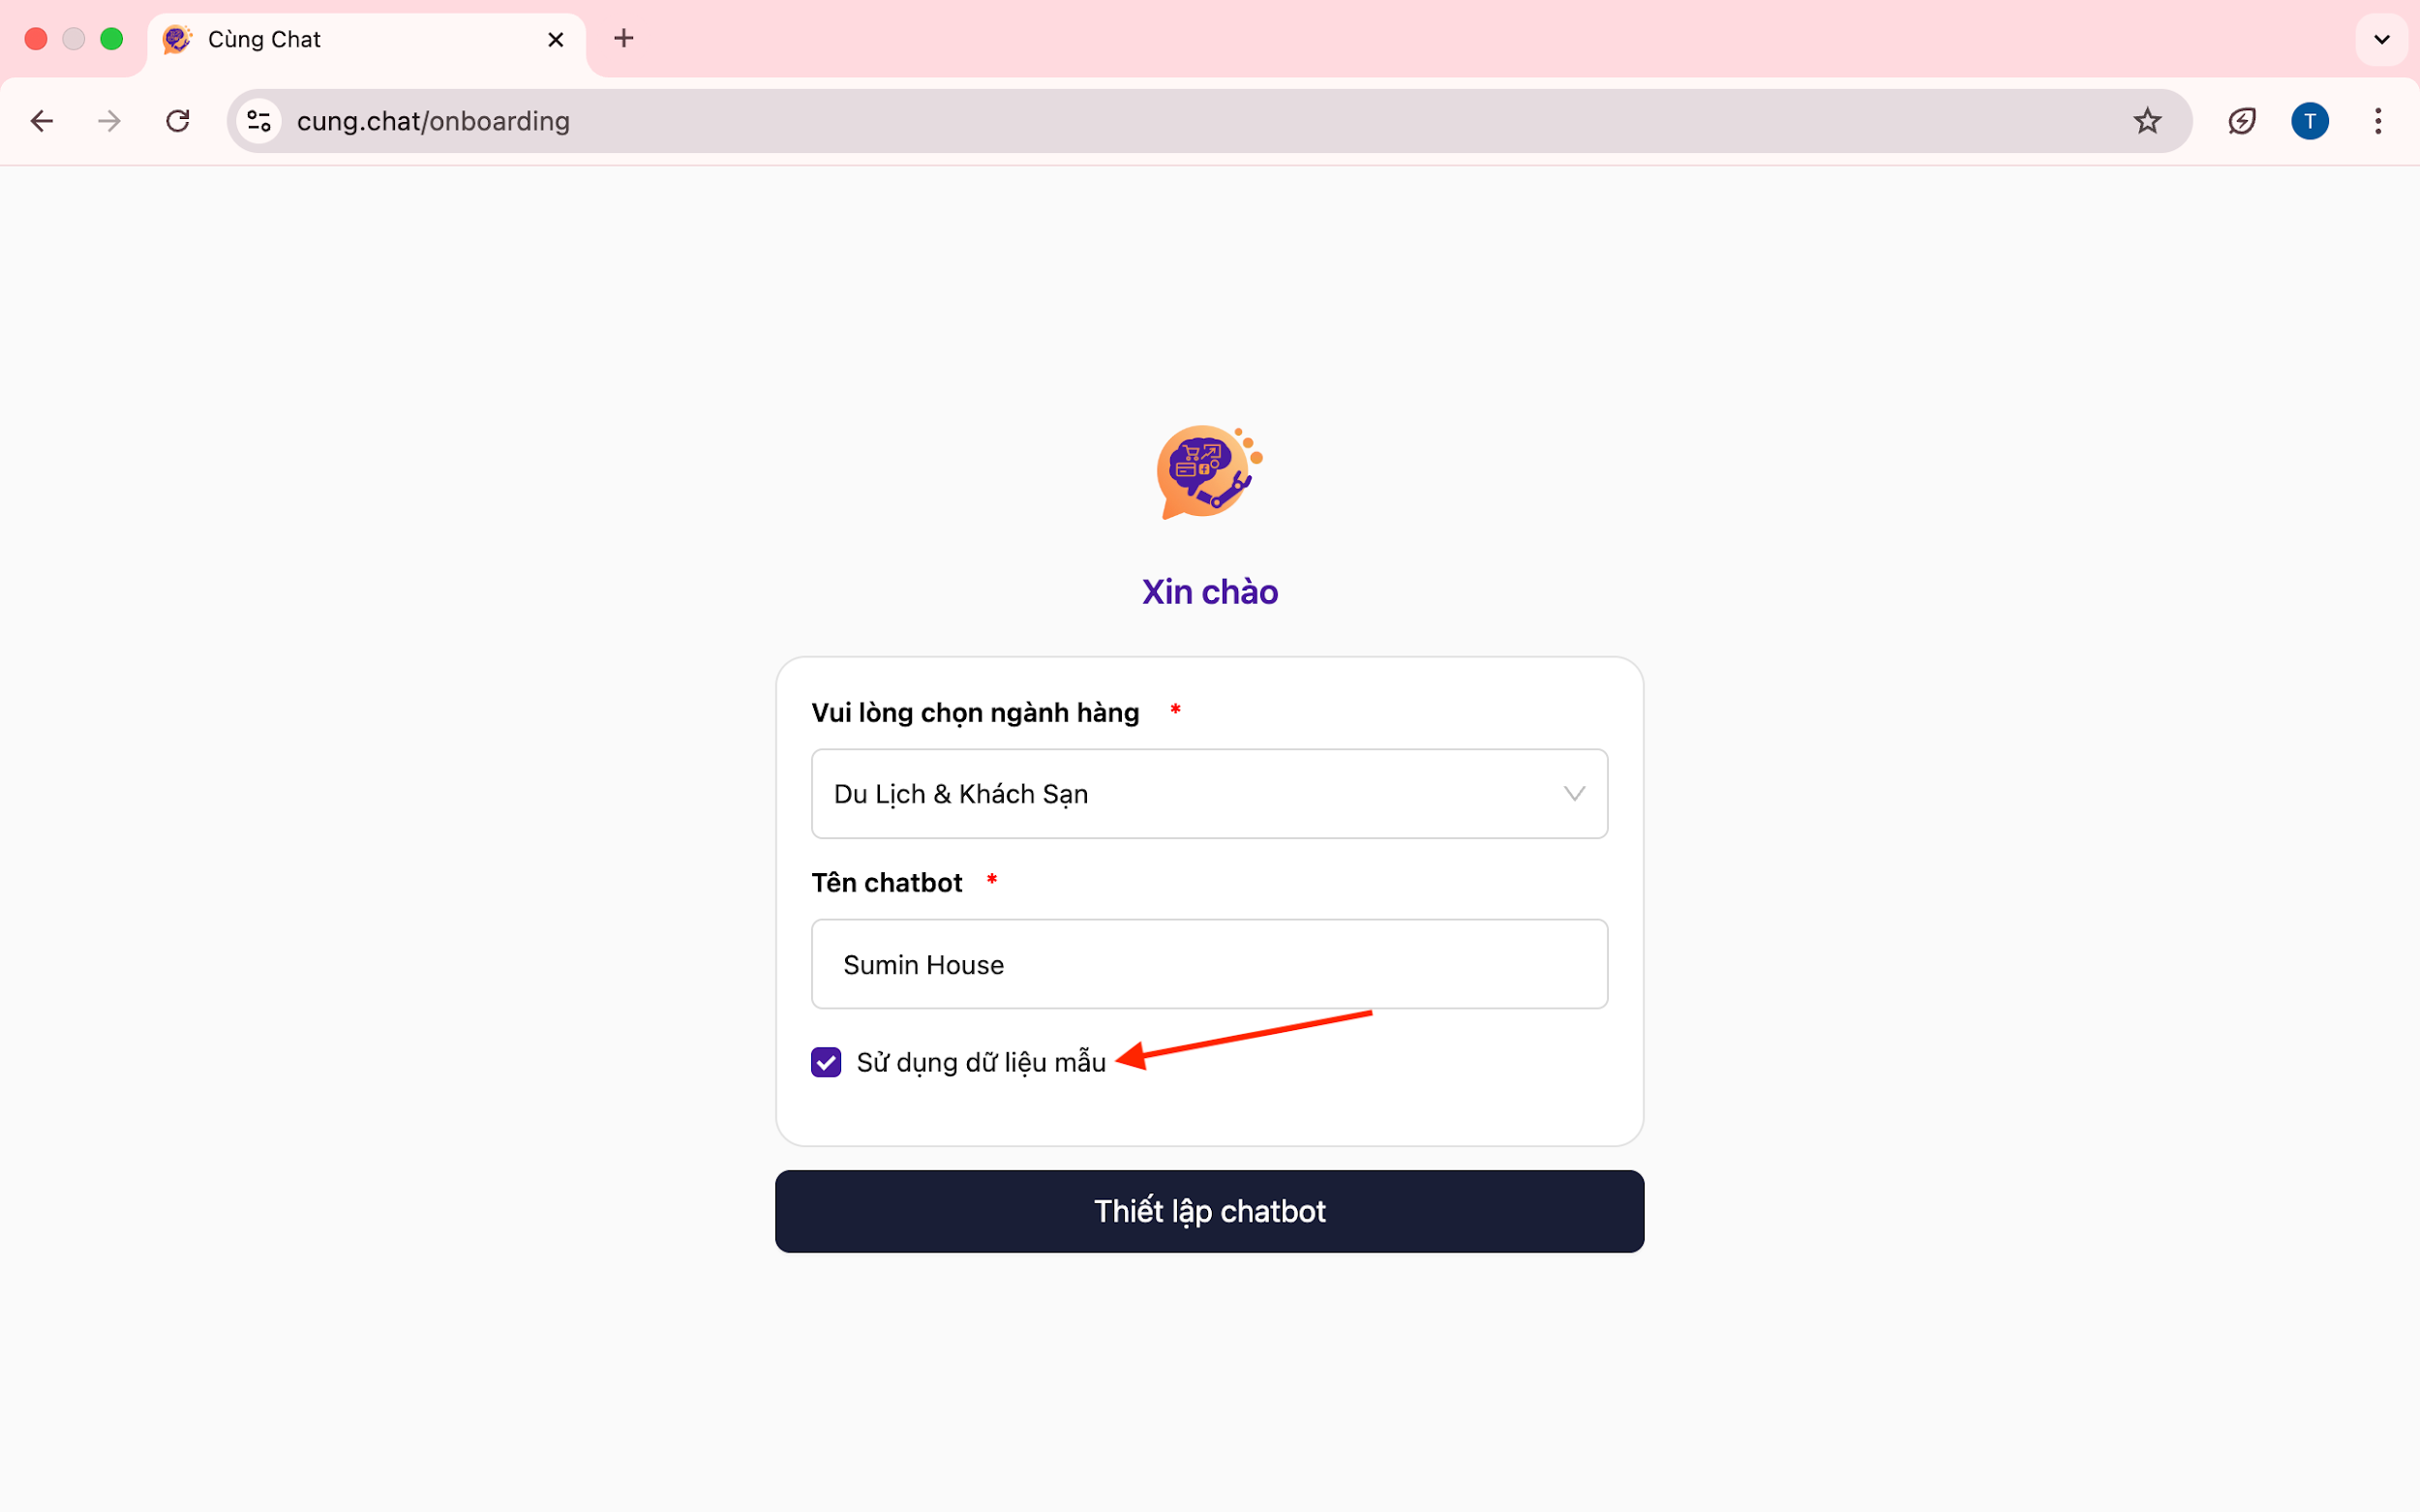 Cùng Chat
cung.chat/onboarding
T
Xin chào
Vui lòng chọn ngành hàng *
Du Lịch & Khách Sạn
Tên chatbot *
Sumin House
Sử dụng dữ liệu mẫu
Thiết lập chatbot